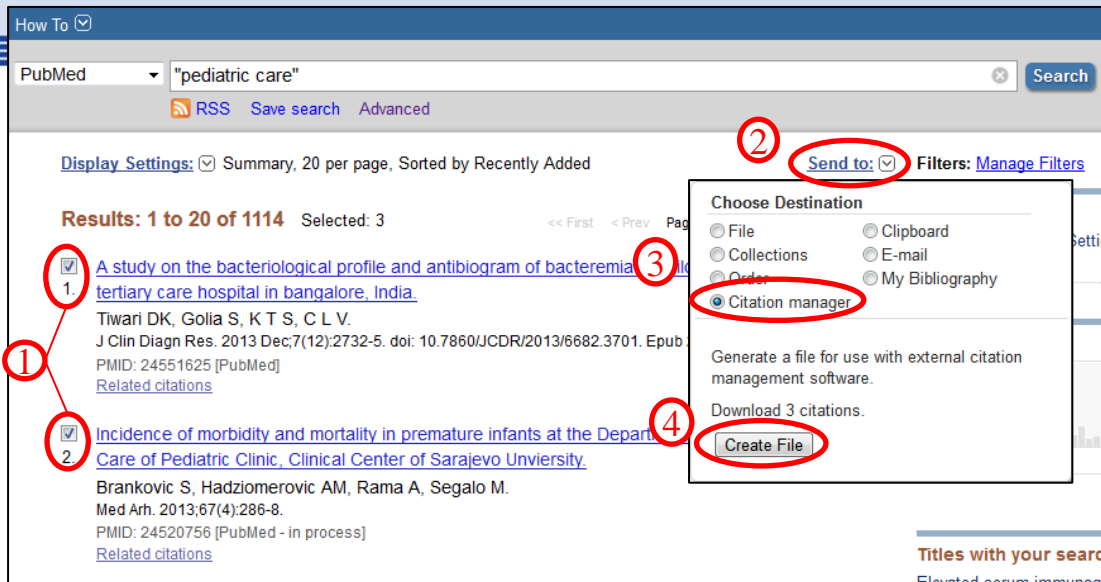 How To
PubMed "pediatric care" Search
RSS Save search Advanced
2
Display Settings: Summary, 20 per page, Sorted by Recently Added Send to: Filters: Manage Filters
Results: 1 to 20 of 1114 Selected: 3 << First < Prev
Choose Destination
File Clipboard
Collections E-mail
Order My Bibliography
Citation manager
3
Generate a file for use with external citation
management software.
Download 3 citations.
4
Create File
1
1. A study on the bacteriological profile and antibiogram of bacteremia
tertiary care hospital in bangalore, India.
Tiwari DK, Golia S, K T S, C L V.
J Clin Diagn Res. 2013 Dec;7(12):2732-5. doi: 10.7860/JCDR/2013/6682.3701. Epub
PMID: 24551625 [PubMed]
Related citations
2. Incidence of morbidity and mortality in premature infants at the
Care of Pediatric Clinic, Clinical Center of Sarajevo Unviersity.
Brankovic S, Hadziomerovic AM, Rama A, Segalo M.
Med Arh. 2013;67(4):286-8.
PMID: 24520756 [PubMed - in process]
Related citations
Titles with your